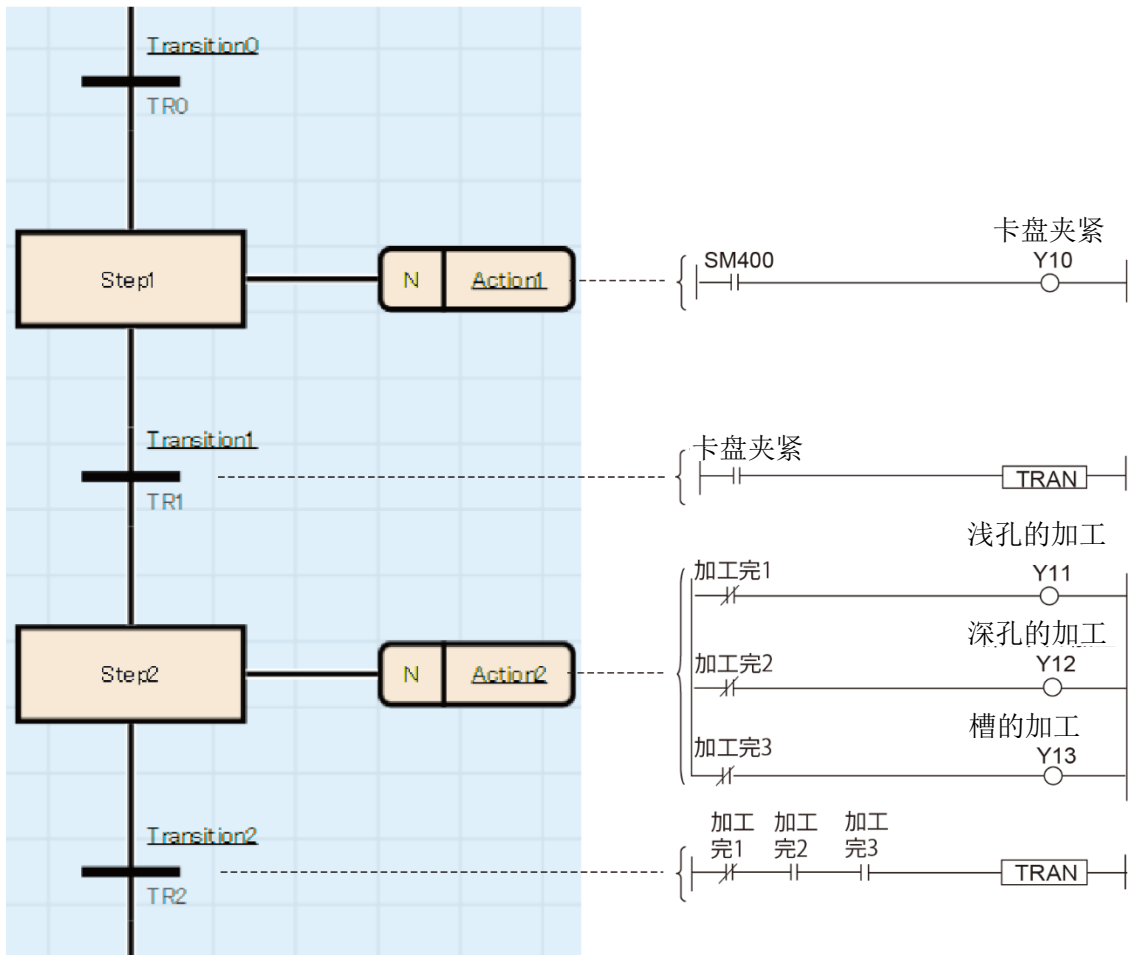 Transition0
TR0
卡盘夹紧
SM400
Y10
Step1
N
Action1
Transition1
卡盘夹紧
TRAN
TR1
浅孔的加工
加工完1
Y11
深孔的加工
加工完2
Y12
Step2
N
Action2
槽的加工
加工完3
Y13
加工
完1
加工
完2
加工
完3
Transition2
TRAN
TR2